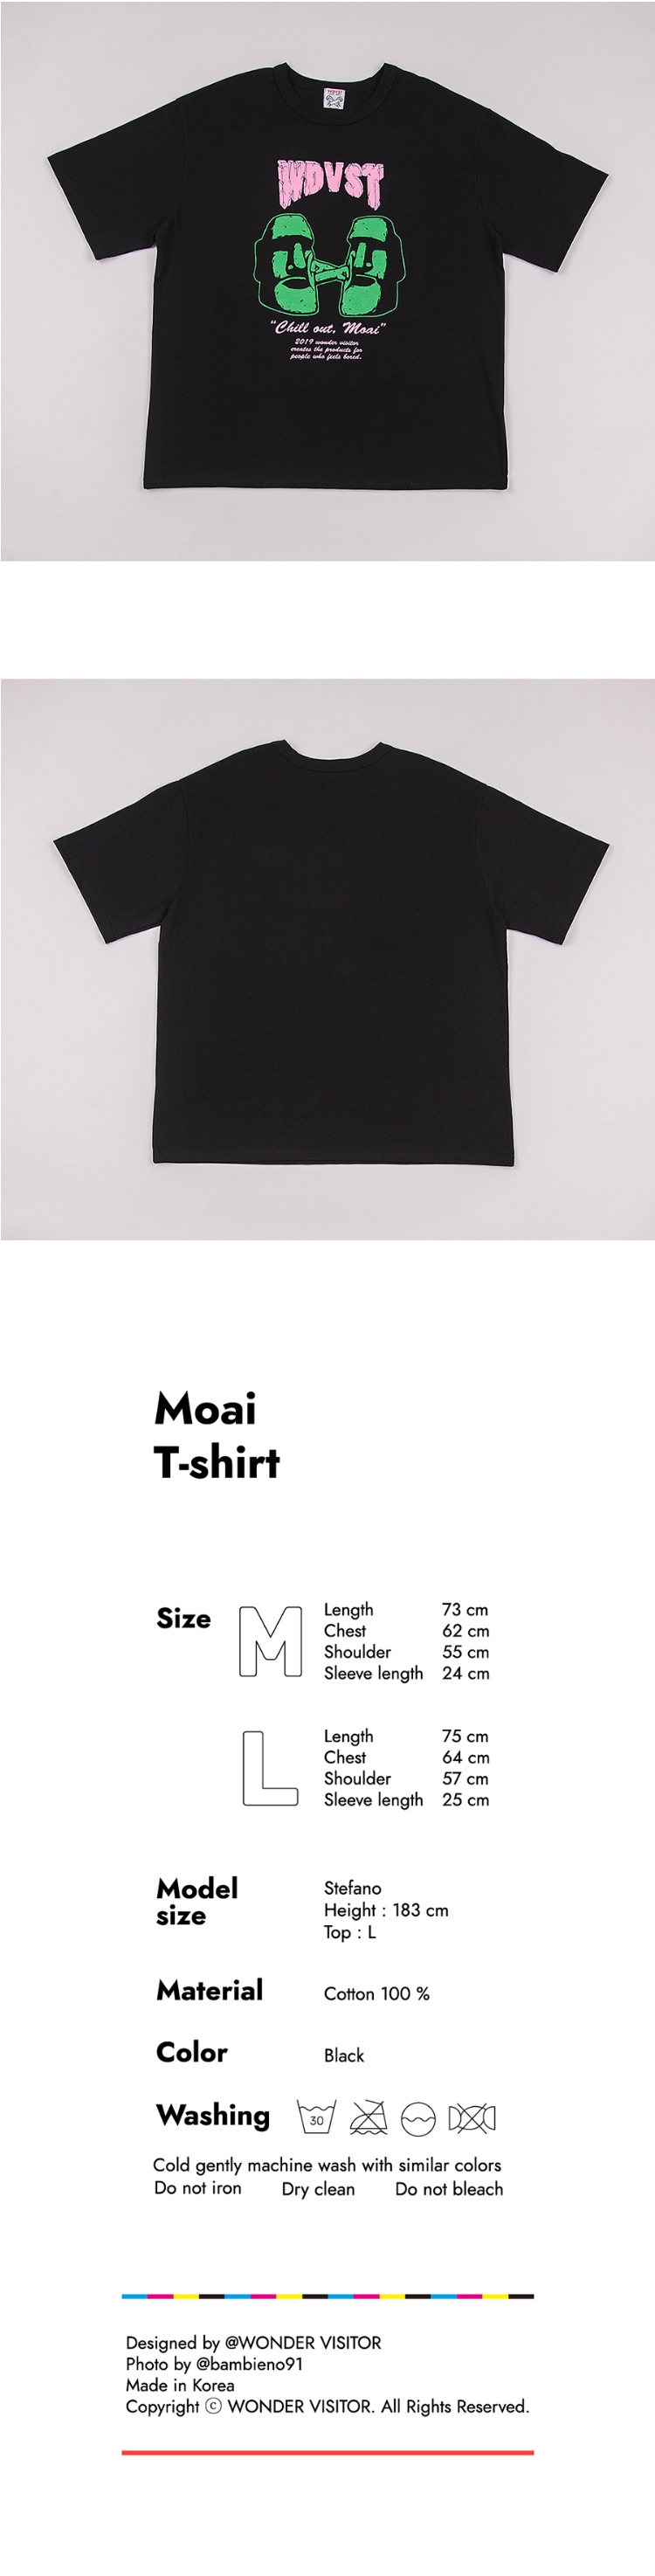 WDVST
WDVST
"Chill out, Moai"
2019 wonder visitor
creates the products for
people who feels bored.
Moai
T-shirt
Size
M
Length 73 cm
Chest 62 cm
Shoulder 55 cm
Sleeve length 24 cm
L
Length 75 cm
Chest 64 cm
Shoulder 57 cm
Sleeve length 25 cm
Model
size
Stefano
Height : 183 cm
Top : L
Material Cotton 100 %
Color Black
Washing 30
Cold gently machine wash with similar colors
Do not iron Dry clean Do not bleach
Designed by @WONDER VISITOR
Photo by @bambieno91
Made in Korea
Copyright ⓒ WONDER VISITOR. All Rights Reserved.